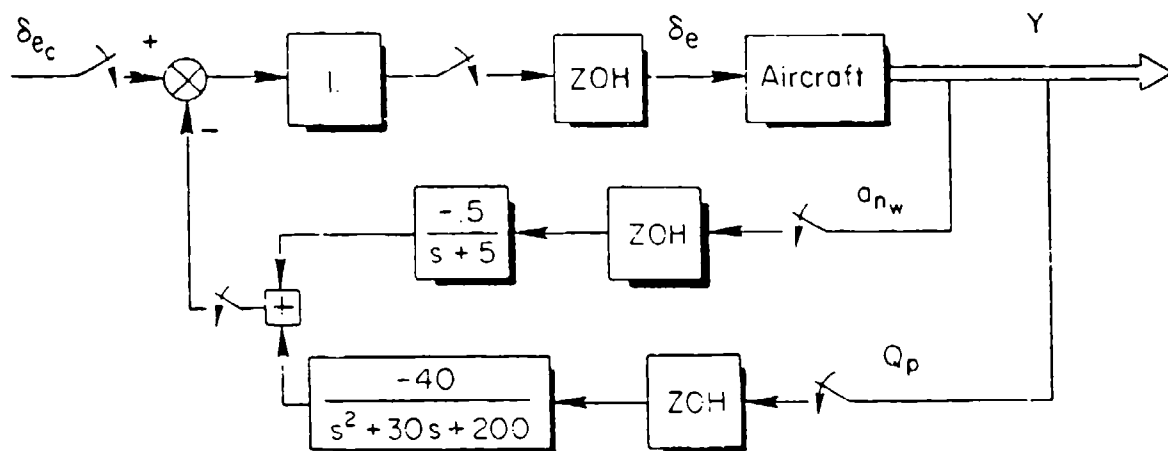 δec
+
-
1.
ZOH
δe
Aircraft
Y
anw
ZOH
-.5
s + 5
+
Qp
ZOH
-40
s² + 30s + 200